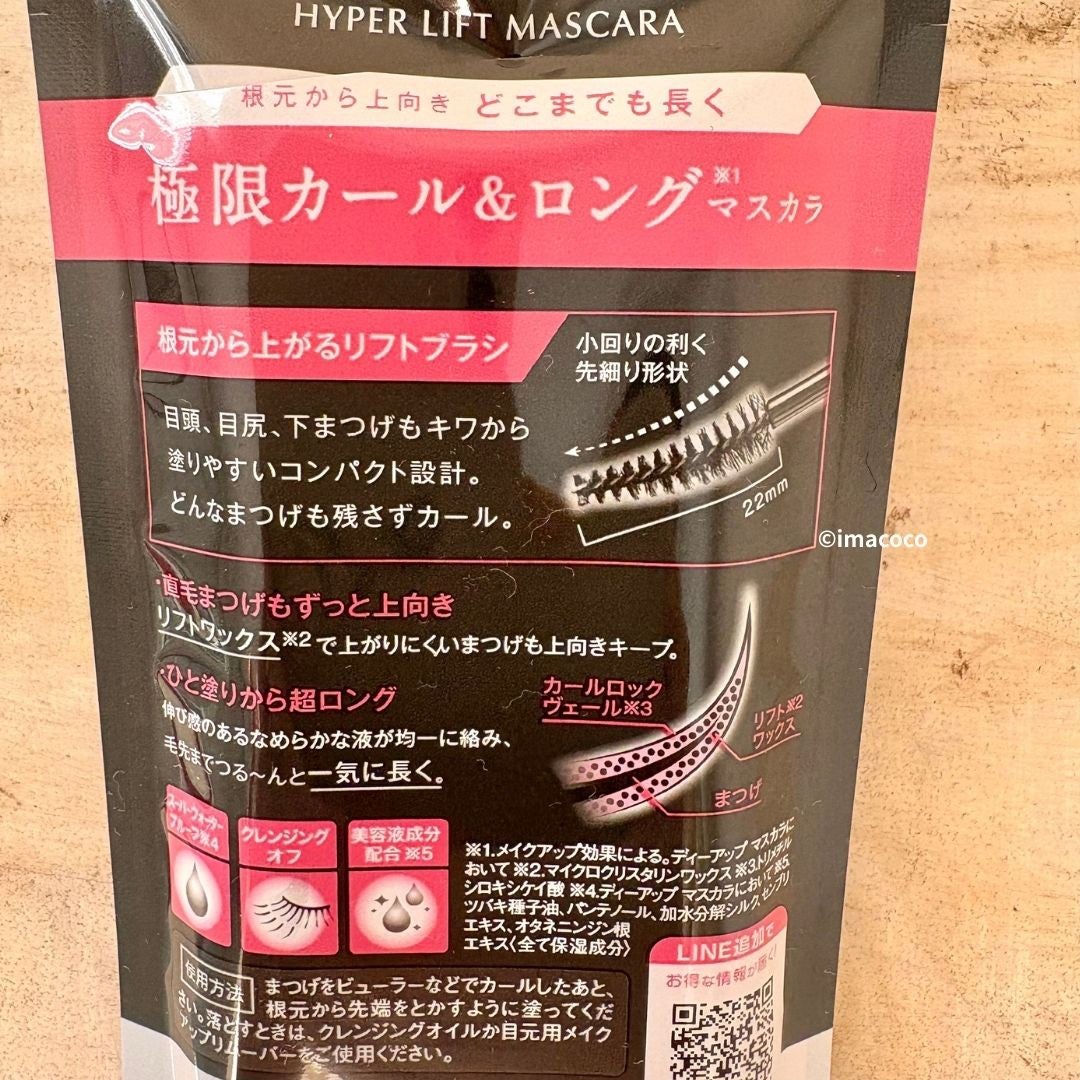 HYPER LIFT MASCARA
根元から上向き どこまでも長く
極限カール&ロング※1マスカラ
根元から上がるリフトブラシ
小回りの利く
先細り形状
目頭、目尻、下まつげもキワから
塗りやすいコンパクト設計。
どんなまつげも残さずカール。
22mm
©imacoco
・直毛まつげもずっと上向き
リフトワックス※2で上がりにくいまつげも上向きキープ。
・ひと塗りから超ロング
伸び感のあるなめらかな液が均一に絡み、
毛先までつる〜んと一気に長く。
カールロック
ヴェール※3
リフト※2
ワックス
まつげ
スーパーウォーター
プルーフ※4
クレンジング
オフ
美容液成分
配合※5
※1.メイクアップ効果による。ディーアップ マスカラに
おいて ※2.マイクロクリスタリンワックス ※3.トリメチル
シロキシケイ酸 ※4.ディーアップ マスカラにおいて ※5.
ツバキ種子油、パンテノール、加水分解シルク、センブリ
エキス、オタネニンジン根
エキス〈全て保湿成分〉
LINE追加で
お得な情報が届く!
使用方法
まつげをビューラーなどでカールしたあと、
根元から先端をとかすように塗ってくだ
さい。落とすときは、クレンジングオイルか目元用メイク
アップリムーバーをご使用ください。